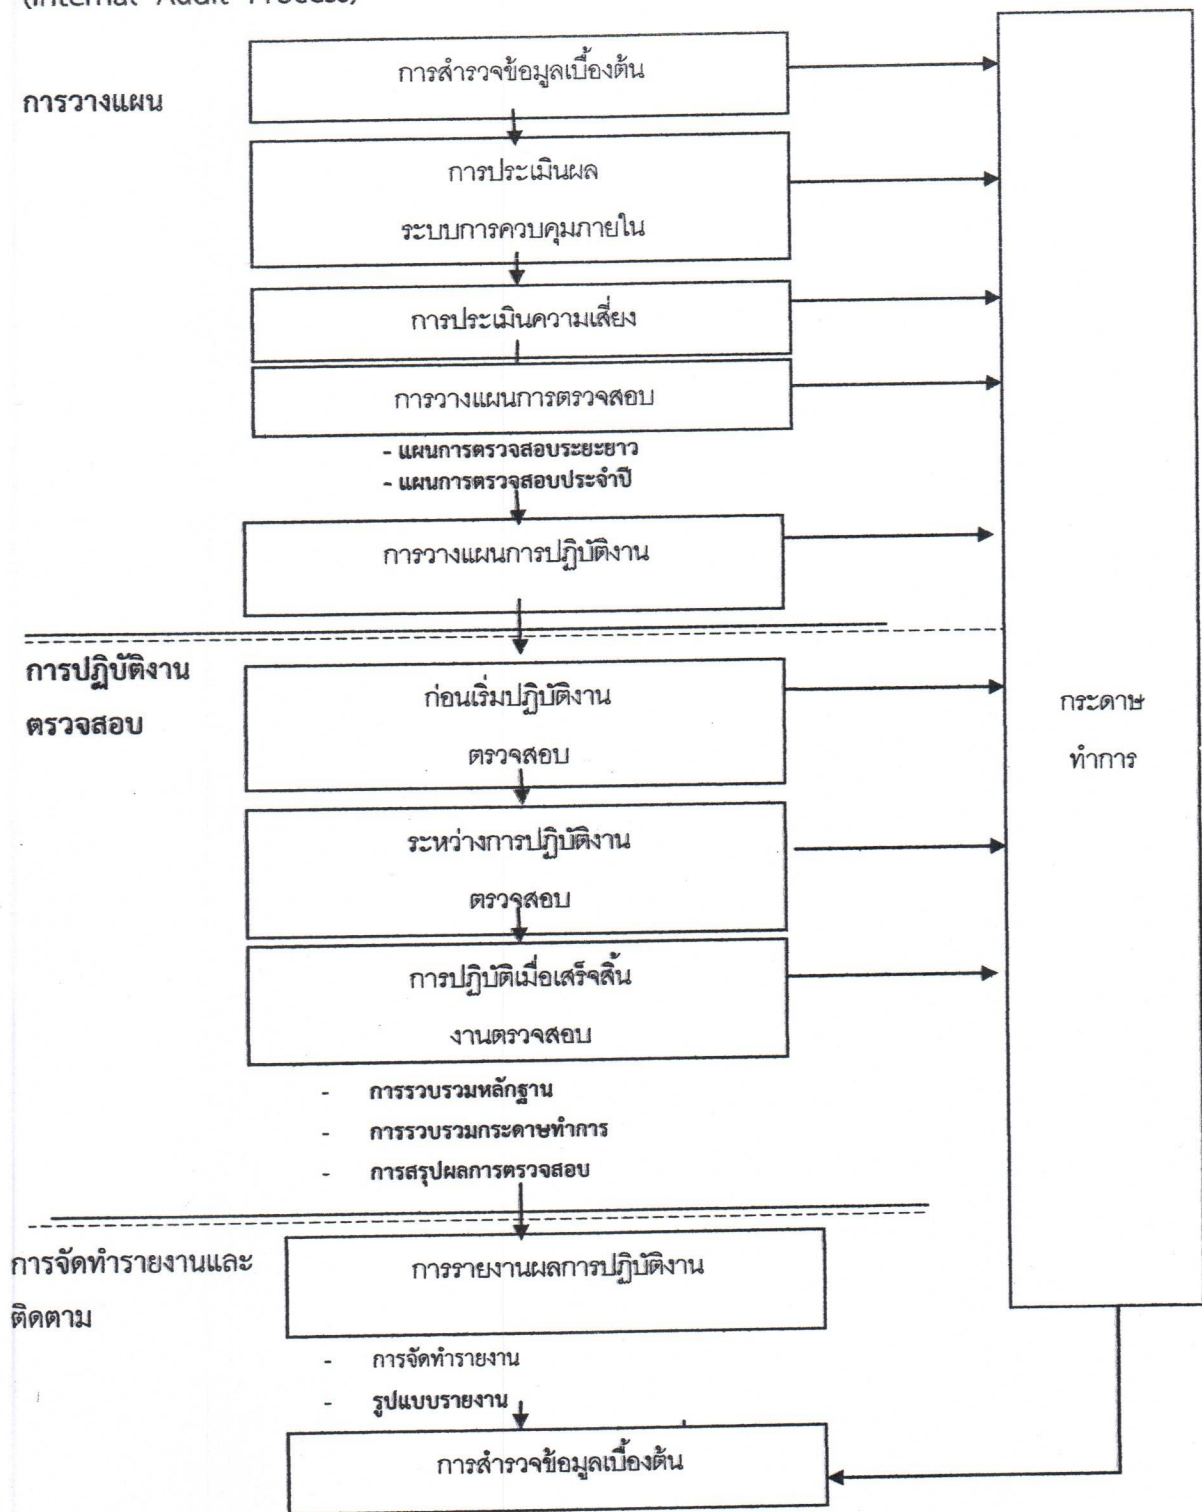 (Internal Audit Process)
การวางแผน
การสำรวจข้อมูลเบื้องต้น
การประเมินผล
ระบบการควบคุมภายใน
การประเมินความเสี่ยง
การวางแผนการตรวจสอบ
- แผนการตรวจสอบระยะยาว
- แผนการตรวจสอบประจำปี
การวางแผนการปฏิบัติงาน
การปฏิบัติงาน
ตรวจสอบ
ก่อนเริ่มปฏิบัติงาน
ตรวจสอบ
ระหว่างการปฏิบัติงาน
ตรวจสอบ
การปฏิบัติเมื่อเสร็จสิ้น
งานตรวจสอบ
- การรวบรวมหลักฐาน
- การรวบรวมกระดาษทำการ
- การสรุปผลการตรวจสอบ
กระดาษ
ทำการ
การจัดทำรายงานและ
ติดตาม
การรายงานผลการปฏิบัติงาน
- การจัดทำรายงาน
- รูปแบบรายงาน
การสำรวจข้อมูลเบื้องต้น